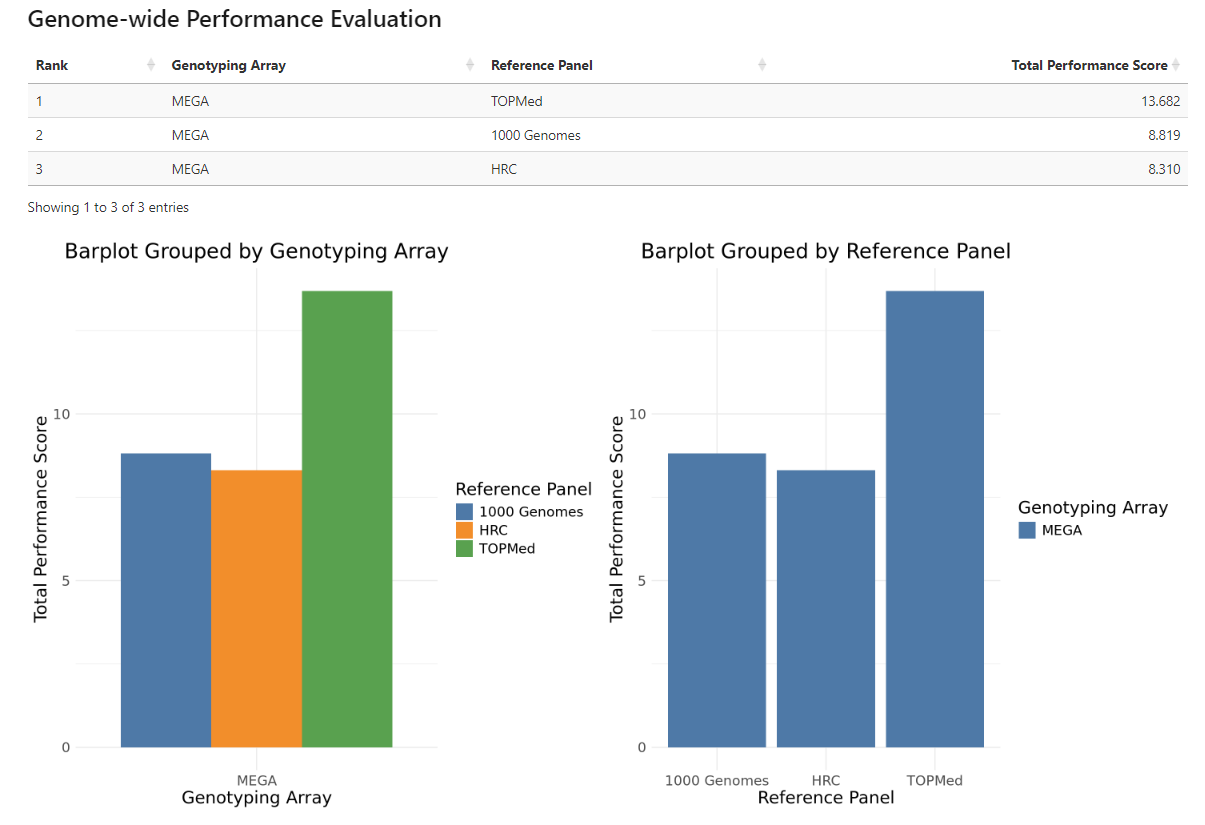 Genome-wide Performance Evaluation
Rank Genotyping Array Reference Panel Total Performance Score
1 MEGA TOPMed 13.682
2 MEGA 1000 Genomes 8.819
3 MEGA HRC 8.310
Showing 1 to 3 of 3 entries
Barplot Grouped by Genotyping Array
Total Performance Score
10
5
0
MEGA
Genotyping Array
Reference Panel
1000 Genomes
HRC
TOPMed
Barplot Grouped by Reference Panel
Total Performance Score
10
5
0
1000 Genomes HRC TOPMed
Reference Panel
Genotyping Array
MEGA